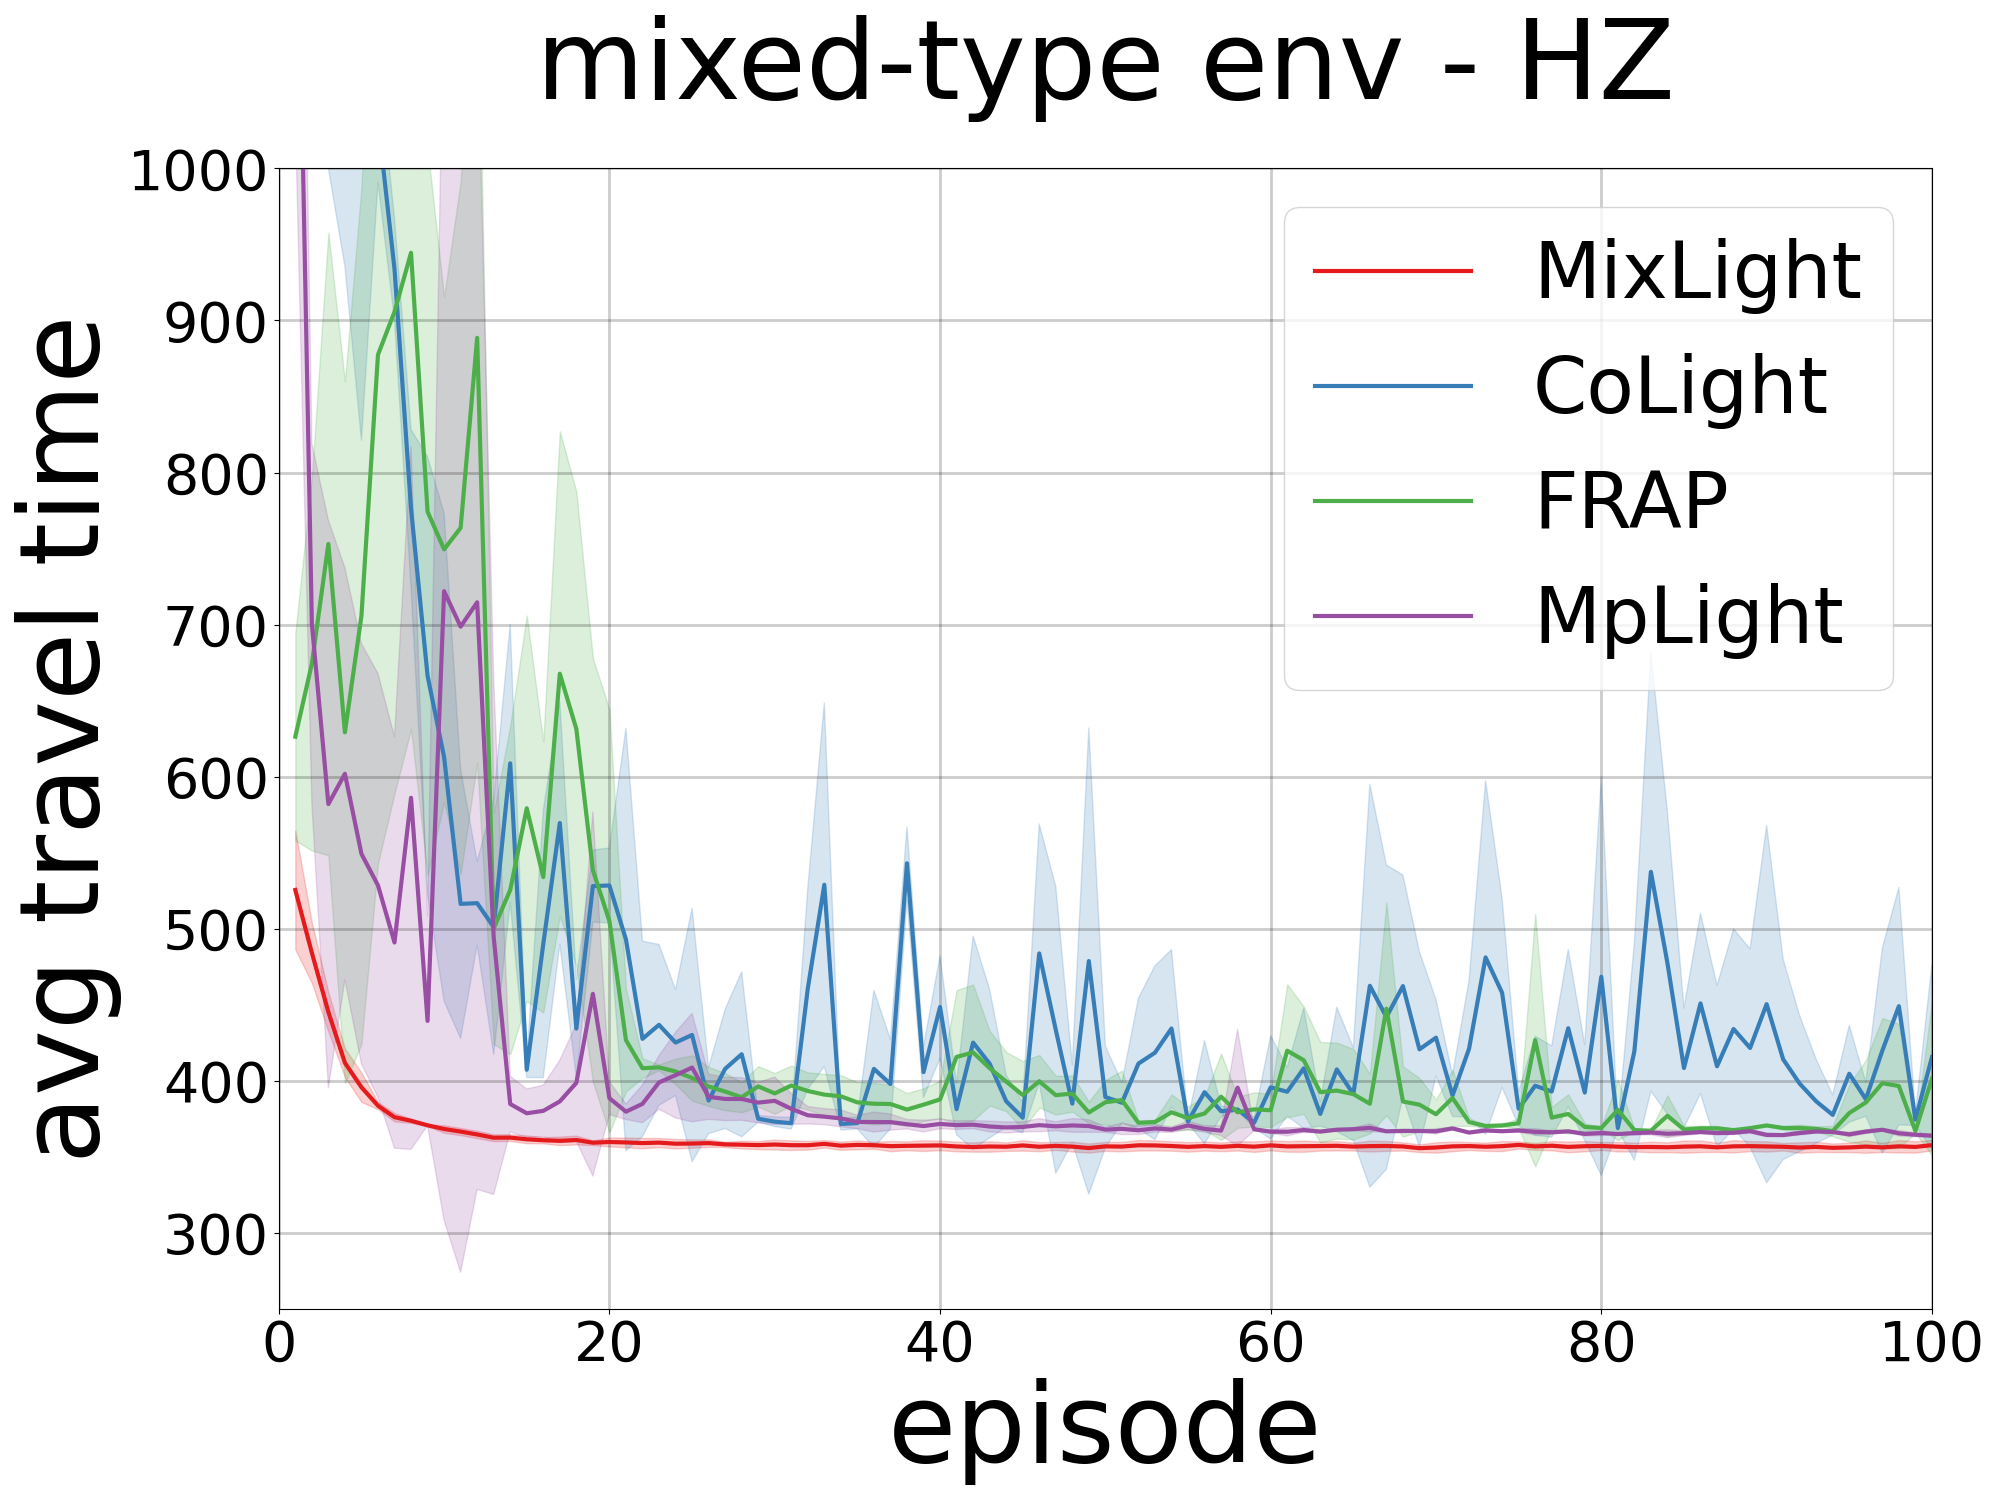 mixed-type env - HZ
1000
900
800
700
600
500
400
300
avg travel time
MixLight
CoLight
FRAP
MpLight
0 20 40 60 80 100
episode